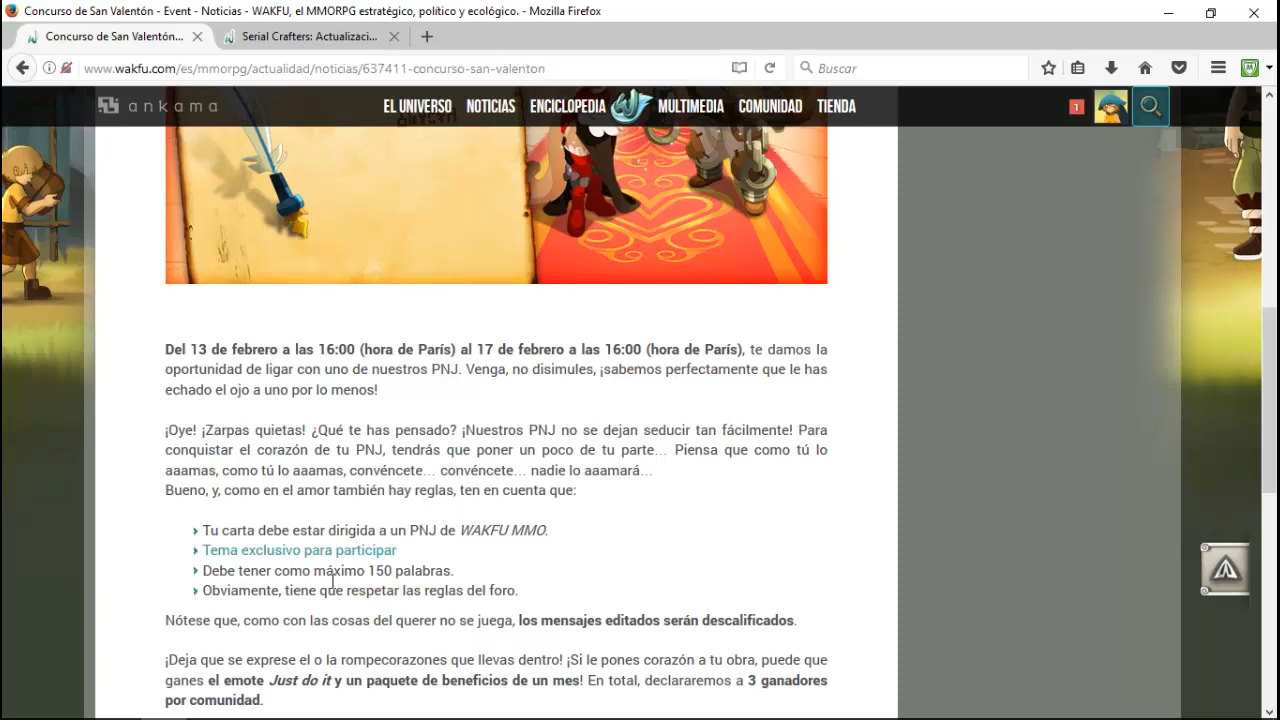 Concurso de San Valentón - Event - Noticias - WAKFU, el MMORPG estratégico, político y ecológico. - Mozilla Firefox
Concurso de San Valentón...
Serial Crafters: Actualizaci...
www.wakfu.com/es/mmorpg/actualidad/noticias/637411-concurso-san-valenton
Buscar
ankama
EL UNIVERSO
NOTICIAS
ENCICLOPEDIA
MULTIMEDIA
COMUNIDAD
TIENDA
1
Del 13 de febrero a las 16:00 (hora de París) al 17 de febrero a las 16:00 (hora de París), te damos la
oportunidad de ligar con uno de nuestros PNJ. Venga, no disimules, ¡sabemos perfectamente que le has
echado el ojo a uno por lo menos!
¡Oye! ¡Zarpas quietas! ¿Qué te has pensado? ¡Nuestros PNJ no se dejan seducir tan fácilmente! Para
conquistar el corazón de tu PNJ, tendrás que poner un poco de tu parte… Piensa que como tú lo
aaamas, como tú lo aaamas, convéncete… convéncete… nadie lo aaamará…
Bueno, y, como en el amor también hay reglas, ten en cuenta que:
Tu carta debe estar dirigida a un PNJ de WAKFU MMO.
Tema exclusivo para participar
Debe tener como máximo 150 palabras.
Obviamente, tiene que respetar las reglas del foro.
Nótese que, como con las cosas del querer no se juega, los mensajes editados serán descalificados.
¡Deja que se exprese el o la rompecorazones que llevas dentro! ¡Si le pones corazón a tu obra, puede que
ganes el emote Just do it y un paquete de beneficios de un mes! En total, declararemos a 3 ganadores
por comunidad.